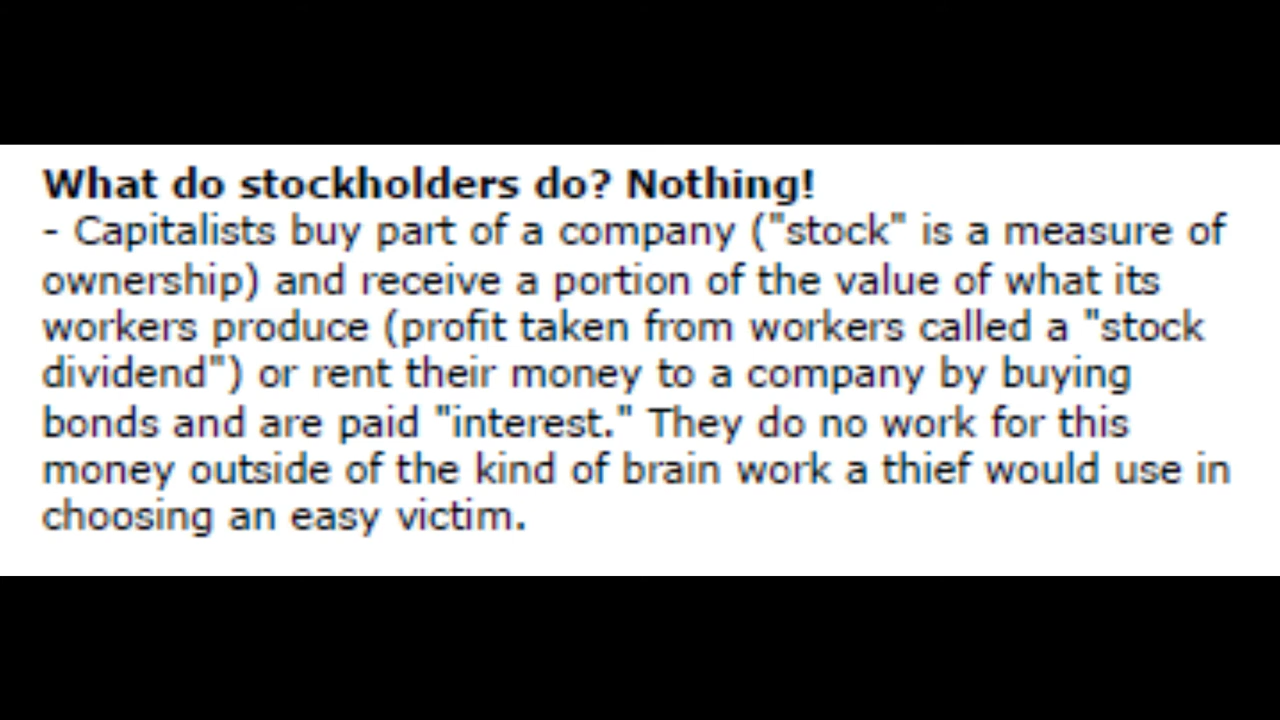 What do stockholders do? Nothing!
- Capitalists buy part of a company ("stock" is a measure of
ownership) and receive a portion of the value of what its
workers produce (profit taken from workers called a "stock
dividend") or rent their money to a company by buying
bonds and are paid "interest." They do no work for this
money outside of the kind of brain work a thief would use in
choosing an easy victim.